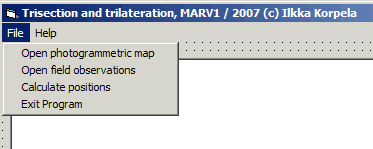 Trisection and trilateration, MARV1 / 2007 (c) Ilkka Korpela
File Help
Open photogrammetric map
Open field observations
Calculate positions
Exit Program